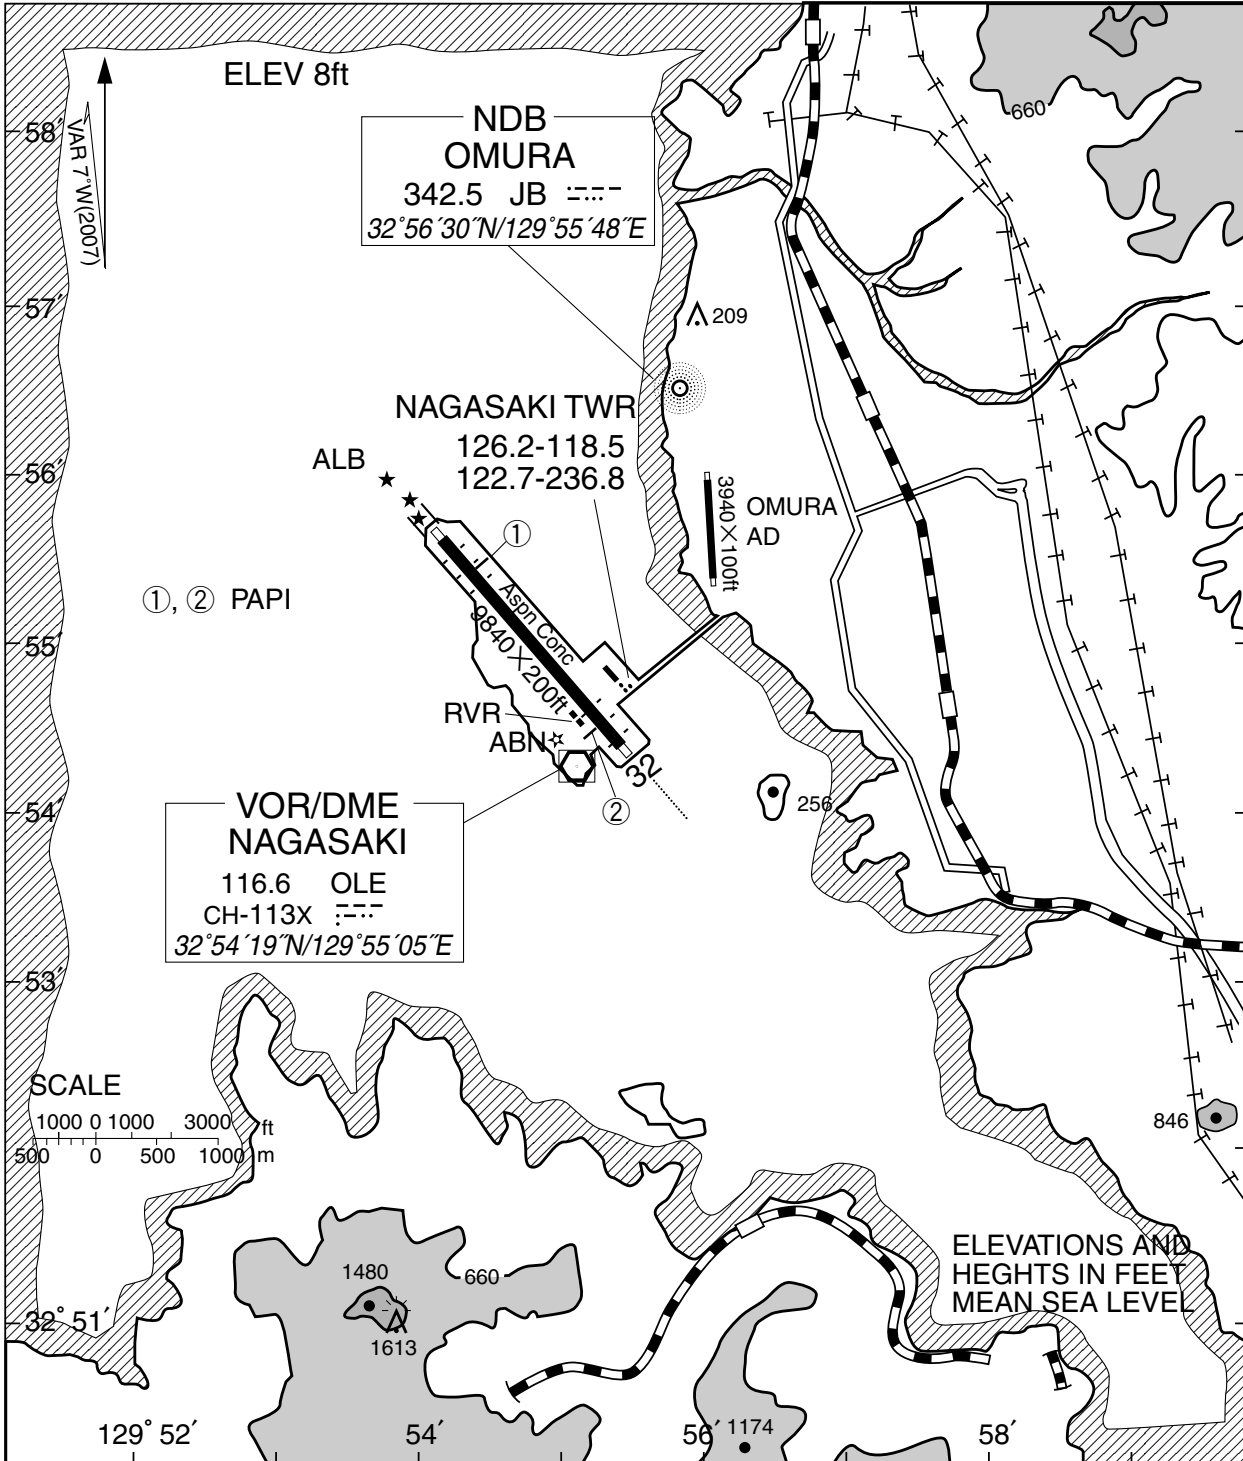 ELEV 8ft
VAR 7°W(2007)
58′
660
NDB
OMURA
342.5 JB
32°56′30″N/129°55′48″E
57′
209
NAGASAKI TWR
126.2-118.5
122.7-236.8
56′
ALB
3940×100ft
OMURA
AD
①
①, ② PAPI
Aspn Conc
9840×200ft
55′
RVR
ABN
32
②
256
54′
VOR/DME
NAGASAKI
116.6 OLE
CH-113X
32°54′19″N/129°55′05″E
53′
SCALE
1000 0 1000 3000 ft
500 0 500 1000 m
846
ELEVATIONS AND
HEGHTS IN FEET
MEAN SEA LEVEL
1480
660
1613
32°51′
1174
129°52′ 54′ 56′ 58′